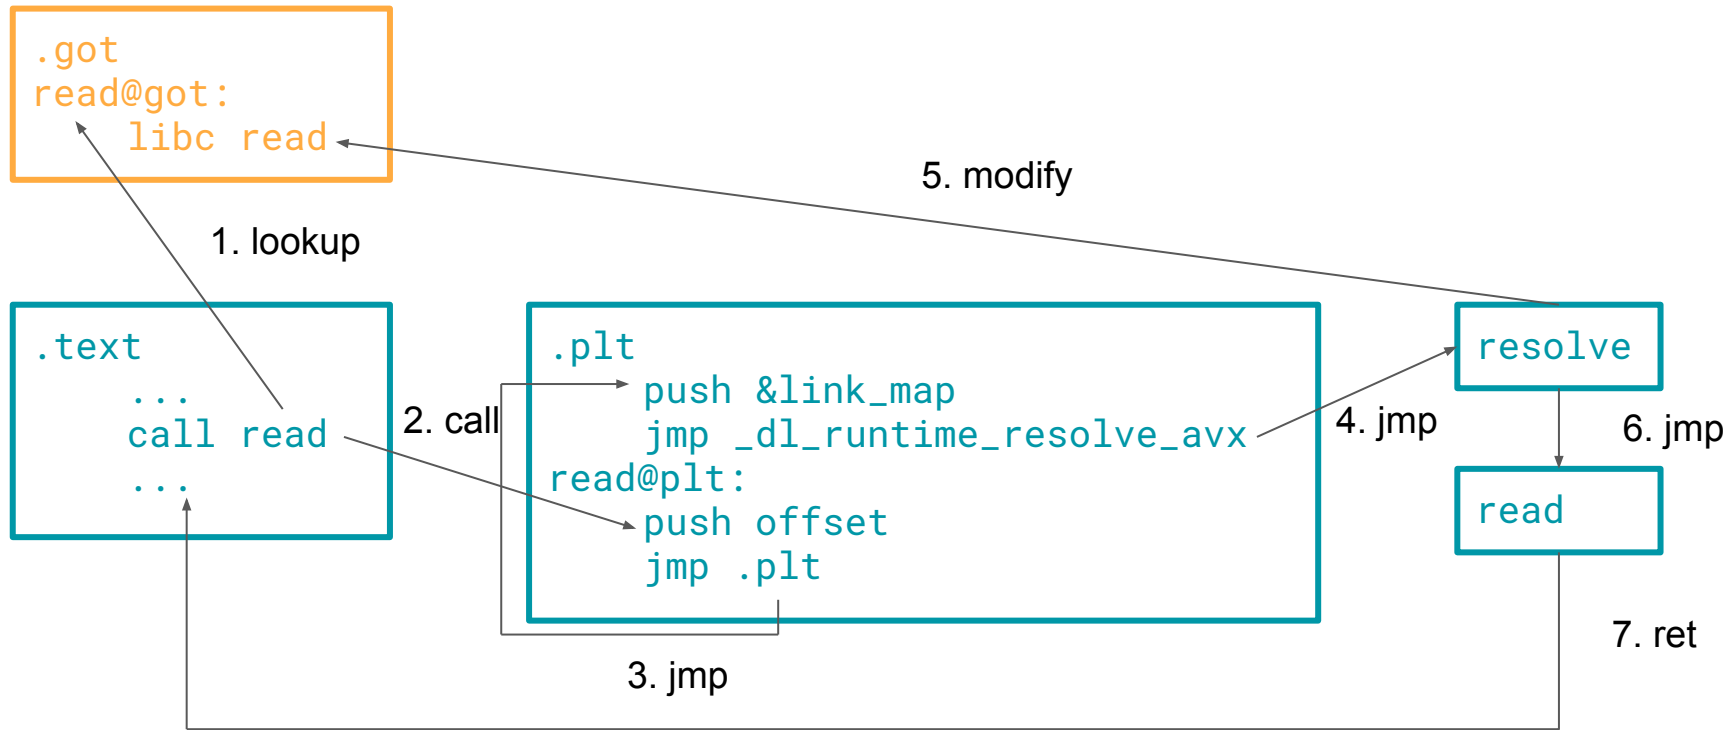 .got
read@got:
libc read
5. modify
1. lookup
.text
...
call read
...
2. call
.plt
push &link_map
jmp _dl_runtime_resolve_avx
read@plt:
push offset
jmp .plt
3. jmp
4. jmp
resolve
6. jmp
read
7. ret